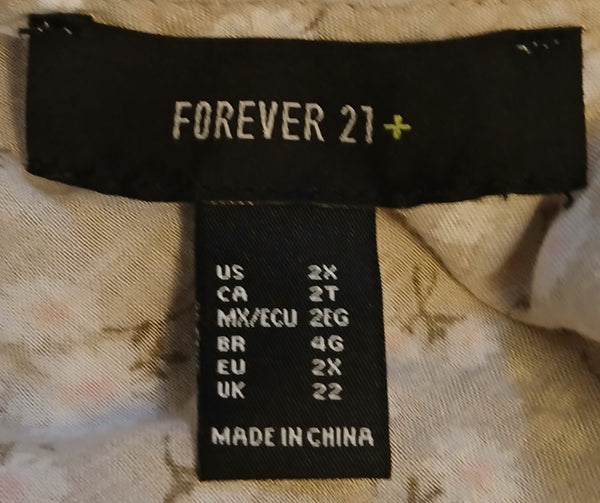 FOREVER 21+
US 2X
CA 2T
MX/ECU 2EG
BR 4G
EU 2X
UK 22
MADE IN CHINA